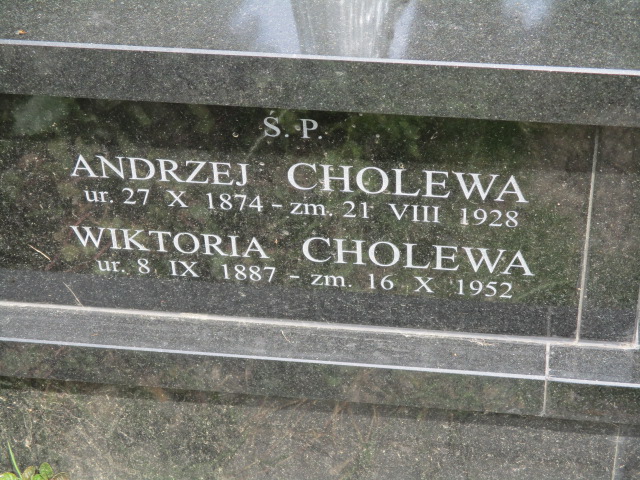 Ś. P.
ANDRZEJ CHOLEWA
ur. 27 X 1874 - zm. 21 VIII 1928
WIKTORIA CHOLEWA
ur. 8 IX 1887 - zm. 16 X 1952